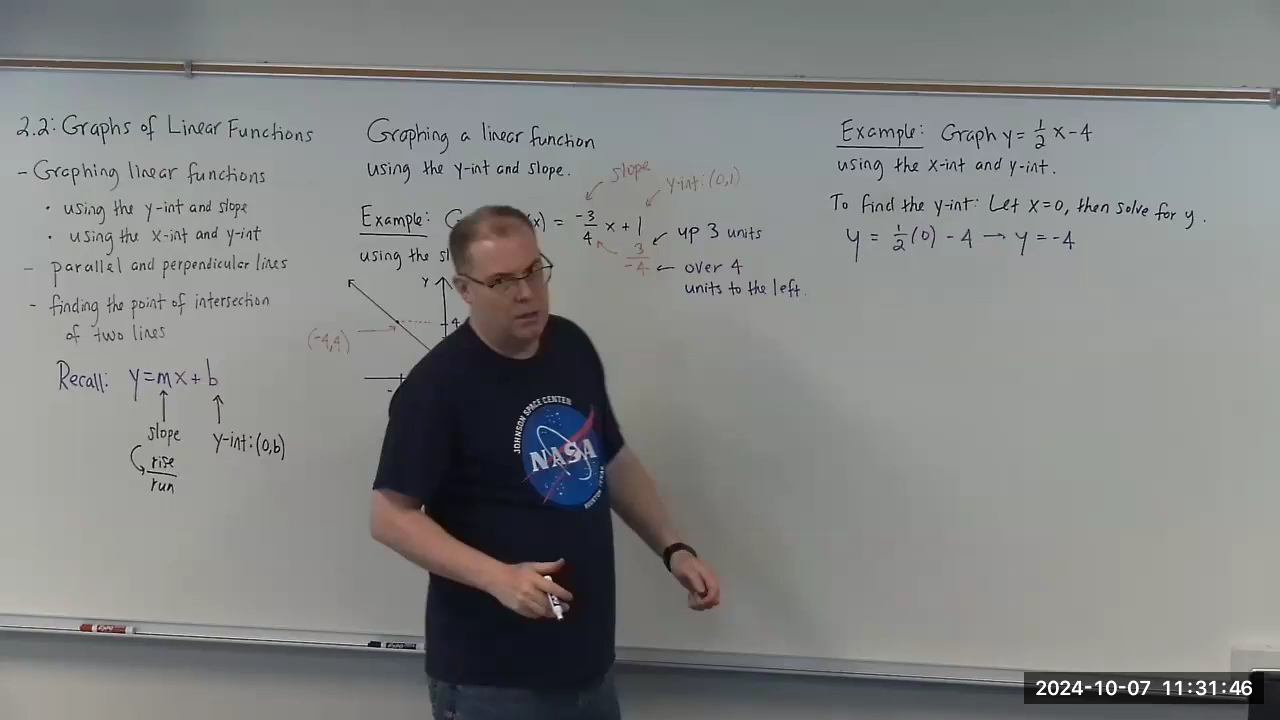 2.2: Graphs of Linear Functions
- Graphing linear functions
• using the y-int and slope
• using the x-int and y-int
- parallel and perpendicular lines
- finding the point of intersection
of two lines
Recall: y=mx+b
slope
y-int: (0,b)
rise
run
Graphing a linear function
using the y-int and slope.
slope
y-int: (0,1)
Example: (x) = -3/4 x + 1
using the
3/-4
up 3 units
over 4
units to the left.
y
4
(-4,4)
Example: Graph y = 1/2 x - 4
using the x-int and y-int.
To find the y-int: Let x=0, then solve for y.
y = 1/2 (0) - 4 → y = -4
JOHNSON SPACE CENTER
NASA
EXPO
2024-10-07 11:31:46